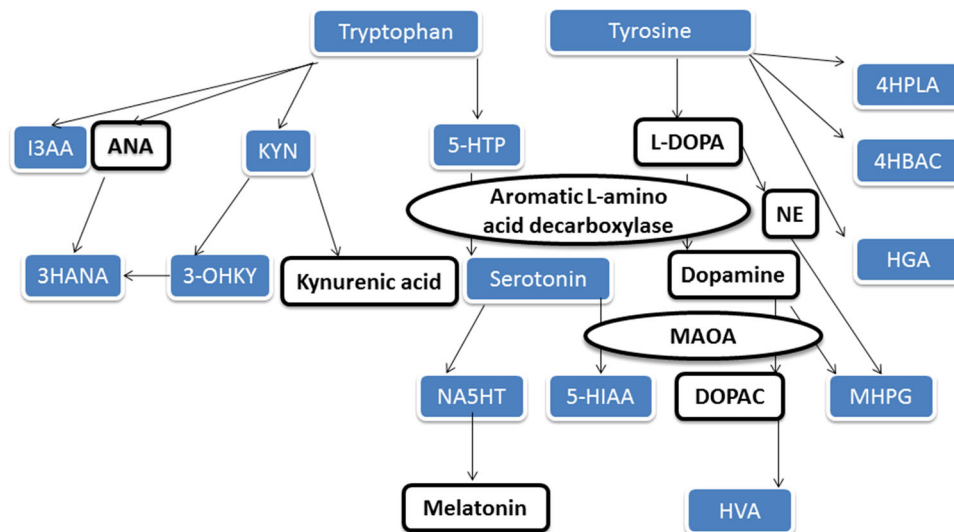 Tryptophan
Tyrosine
4HPLA
I3AA
ANA
KYN
5-HTP
L-DOPA
4HBAC
Aromatic L-amino
acid decarboxylase
NE
3HANA
3-OHKY
Kynurenic acid
Serotonin
Dopamine
HGA
MAOA
NA5HT
5-HIAA
DOPAC
MHPG
Melatonin
HVA